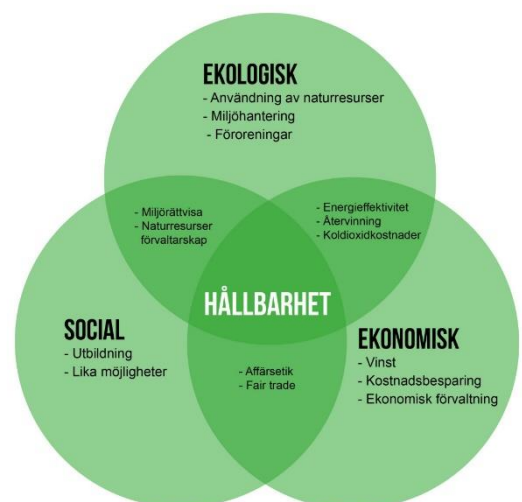 EKOLOGISK
- Användning av naturresurser
- Miljöhantering
- Föroreningar
- Miljörättvisa
- Naturresurser
förvaltarskap
- Energieffektivitet
- Återvinning
- Koldioxidkostnader
HÅLLBARHET
SOCIAL
- Utbildning
- Lika möjligheter
EKONOMISK
- Vinst
- Kostnadsbesparing
- Ekonomisk förvaltning
- Affärsetik
- Fair trade